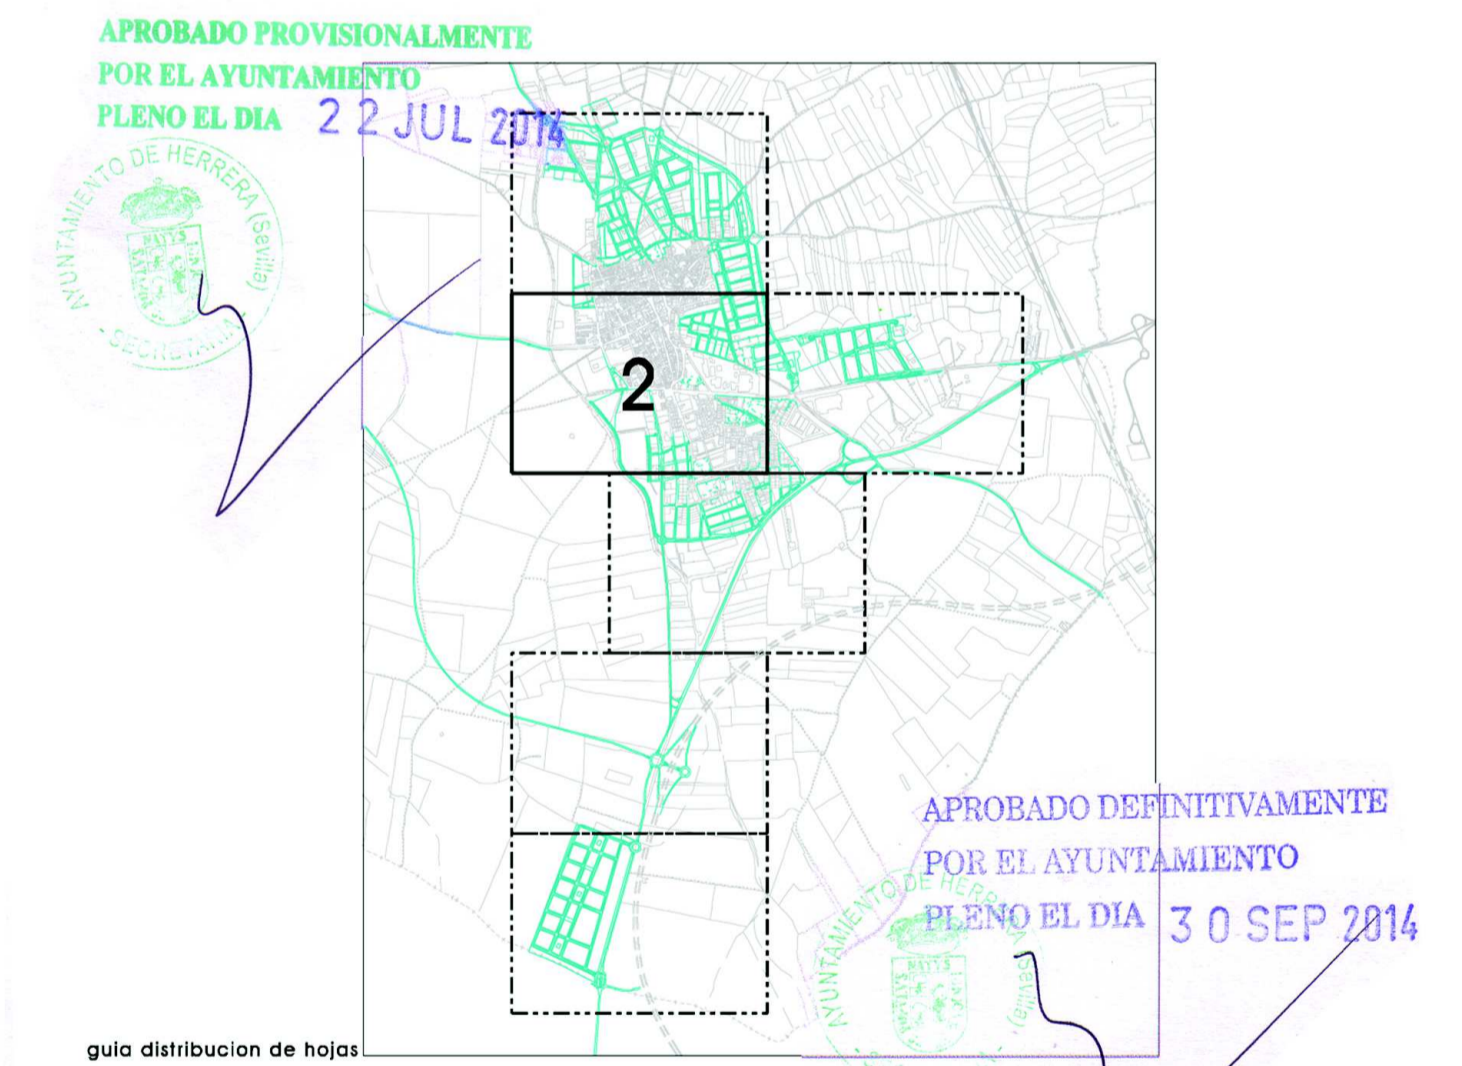 APROBADO PROVISIONALMENTE
POR EL AYUNTAMIENTO
PLENO EL DIA 22 JUL 2014
AYUNTAMIENTO DE HERRERA (Sevilla)
- SECRETARIA -
2
APROBADO DEFINITIVAMENTE
POR EL AYUNTAMIENTO
PLENO EL DIA 30 SEP 2014
AYUNTAMIENTO DE HERRERA (Sevilla)
guia distribucion de hojas